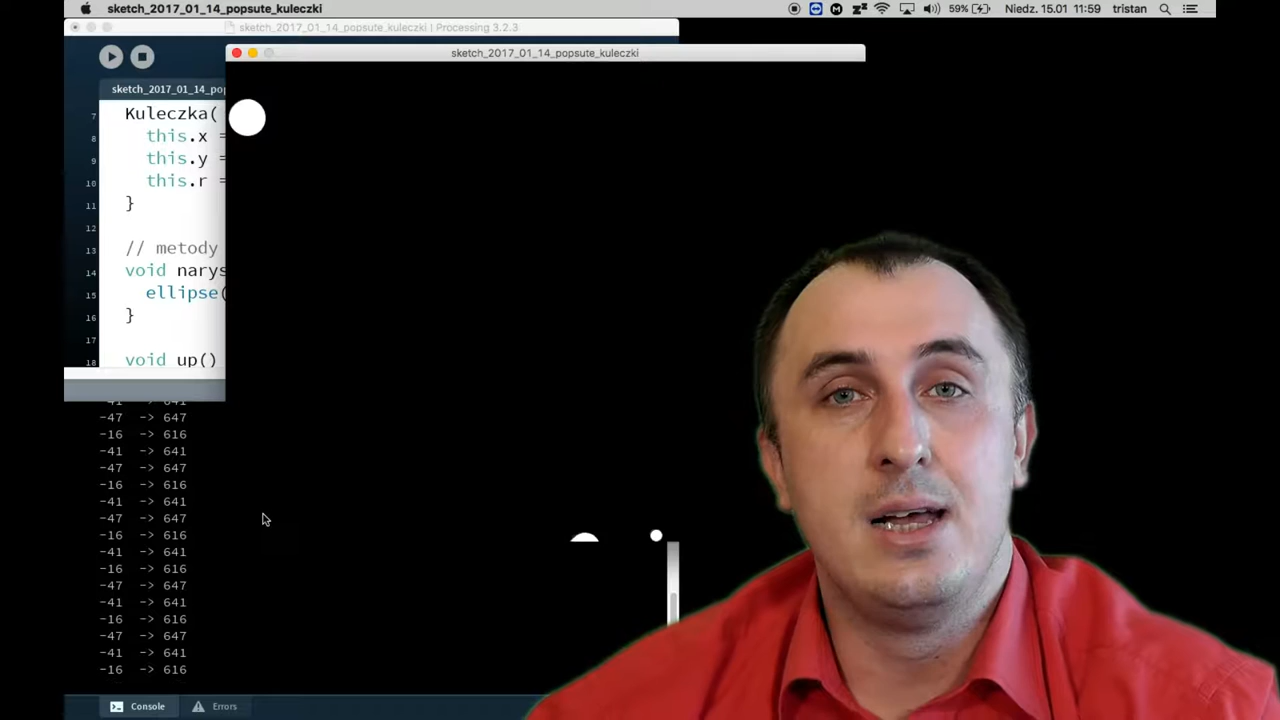 sketch_2017_01_14_popsute_kuleczki
59%
Niedz. 15.01 11:59
tristan
sketch_2017_01_14_popsute_kuleczki | Processing 3.2.3
sketch_2017_01_14_popsute_kuleczki
sketch_2017_01_14_pop
7 Kuleczka(
8 this.x =
9 this.y =
10 this.r =
11 }
12
13 // metody
14 void narys
15 ellipse(
16 }
17
18 void up()
-41 -> 641
-47 -> 647
-16 -> 616
-41 -> 641
-47 -> 647
-16 -> 616
-41 -> 641
-47 -> 647
-16 -> 616
-41 -> 641
-16 -> 616
-47 -> 647
-41 -> 641
-16 -> 616
-47 -> 647
-41 -> 641
-16 -> 616
Console
Errors